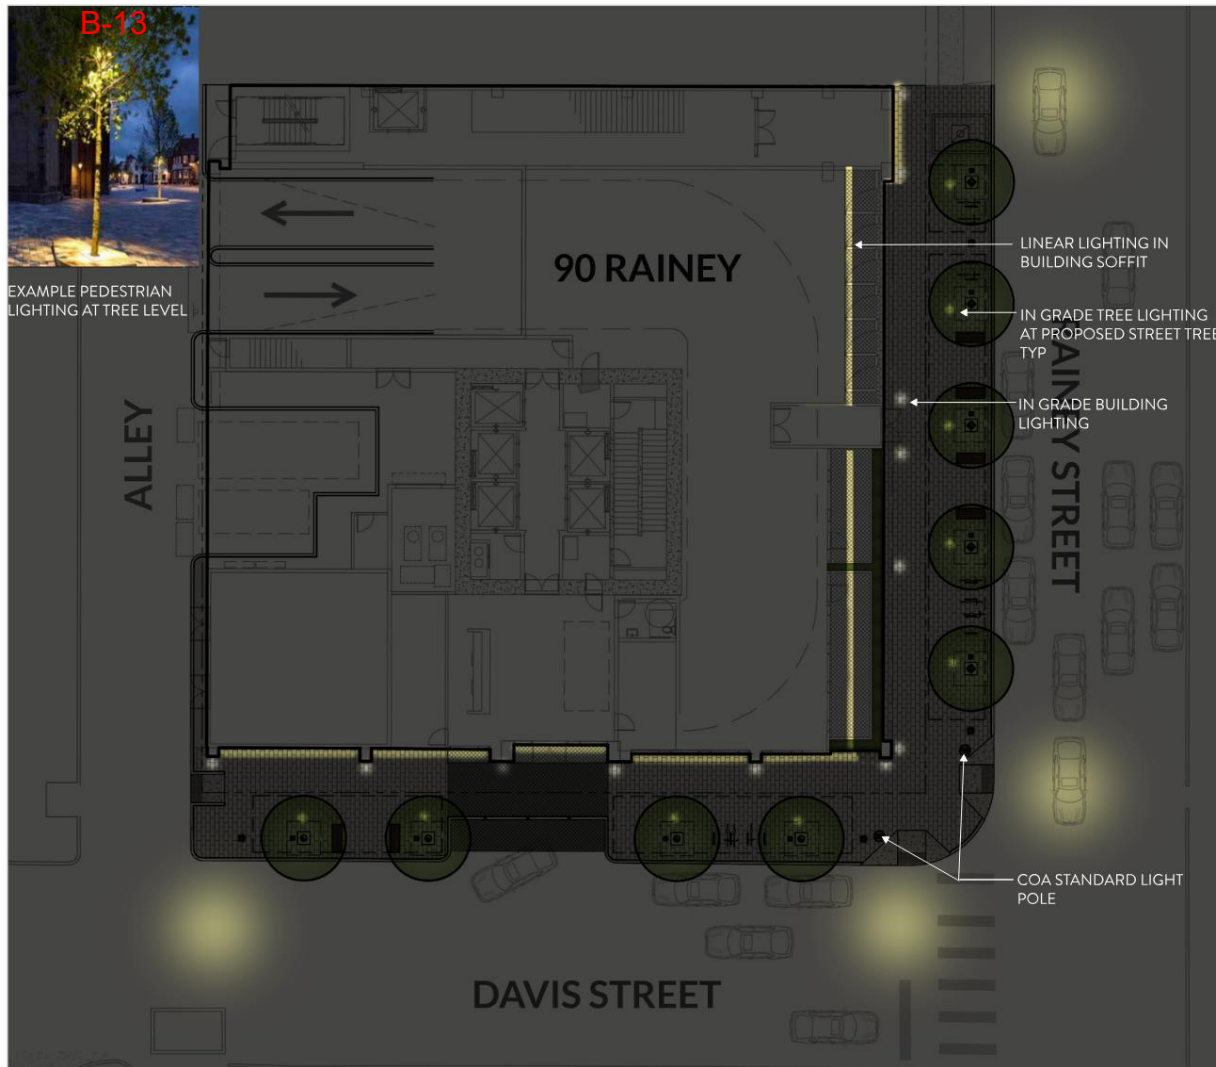 B-13
EXAMPLE PEDESTRIAN
LIGHTING AT TREE LEVEL
90 RAINEY
LINEAR LIGHTING IN
BUILDING SOFFIT
IN GRADE TREE LIGHTING
AT PROPOSED STREET TREE
TYP
IN GRADE BUILDING
LIGHTING
ALLEY
RAINEY STREET
COA STANDARD LIGHT
POLE
DAVIS STREET